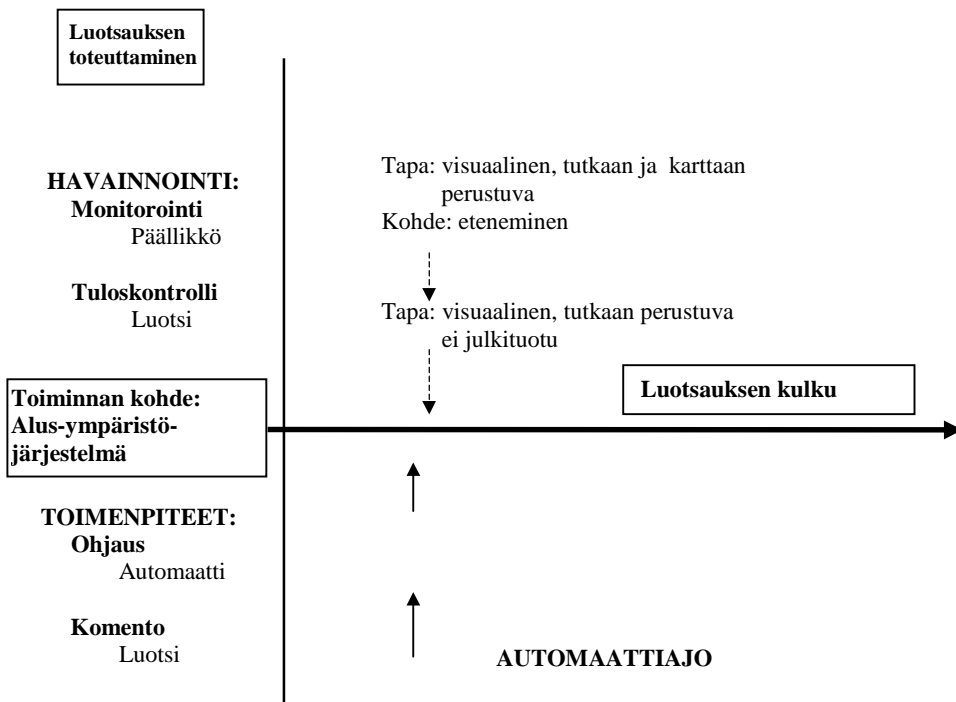 Luotsauksen
toteuttaminen
HAVAINNOINTI:
Monitorointi
Päällikkö
Tapa: visuaalinen, tutkaan ja karttaan
perustuva
Kohde: eteneminen
Tuloskontrolli
Luotsi
Tapa: visuaalinen, tutkaan perustuva
ei julkituotu
Toiminnan kohde:
Alus-ympäristö-
järjestelmä
Luotsauksen kulku
TOIMENPITEET:
Ohjaus
Automaatti
Komento
Luotsi
AUTOMAATTIAJO